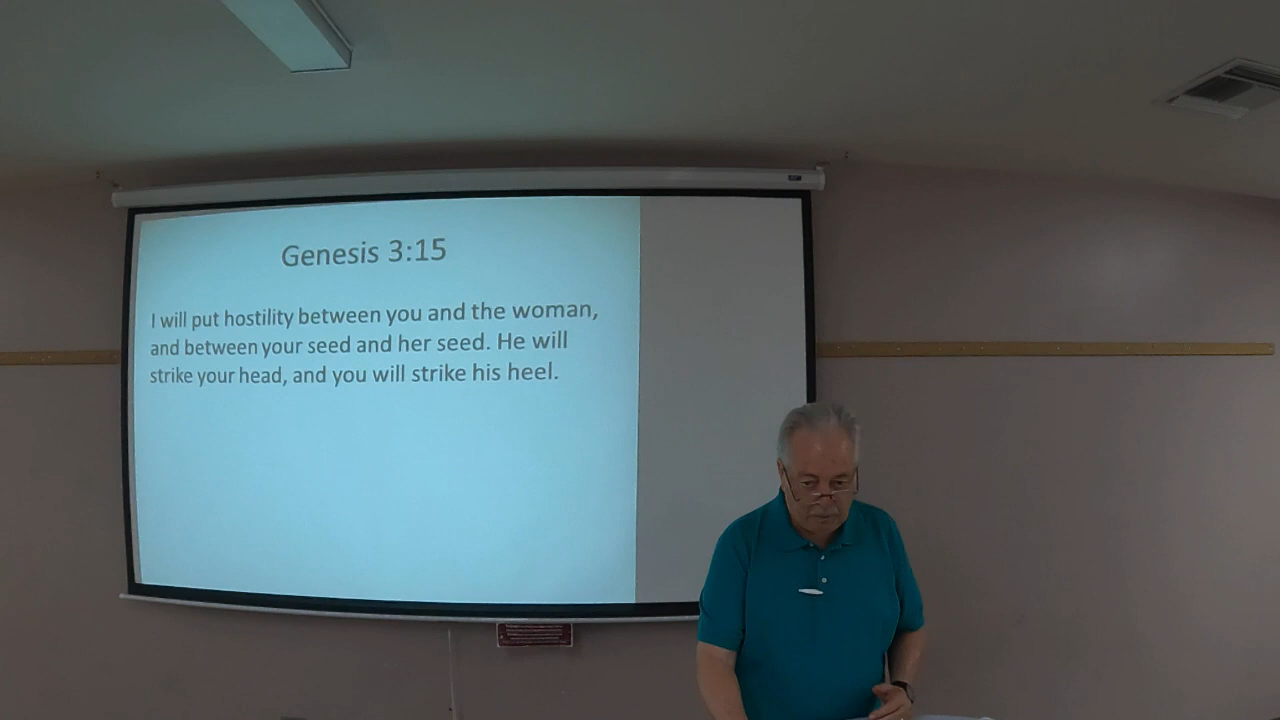 Genesis 3:15
I will put hostility between you and the woman,
and between your seed and her seed. He will
strike your head, and you will strike his heel.